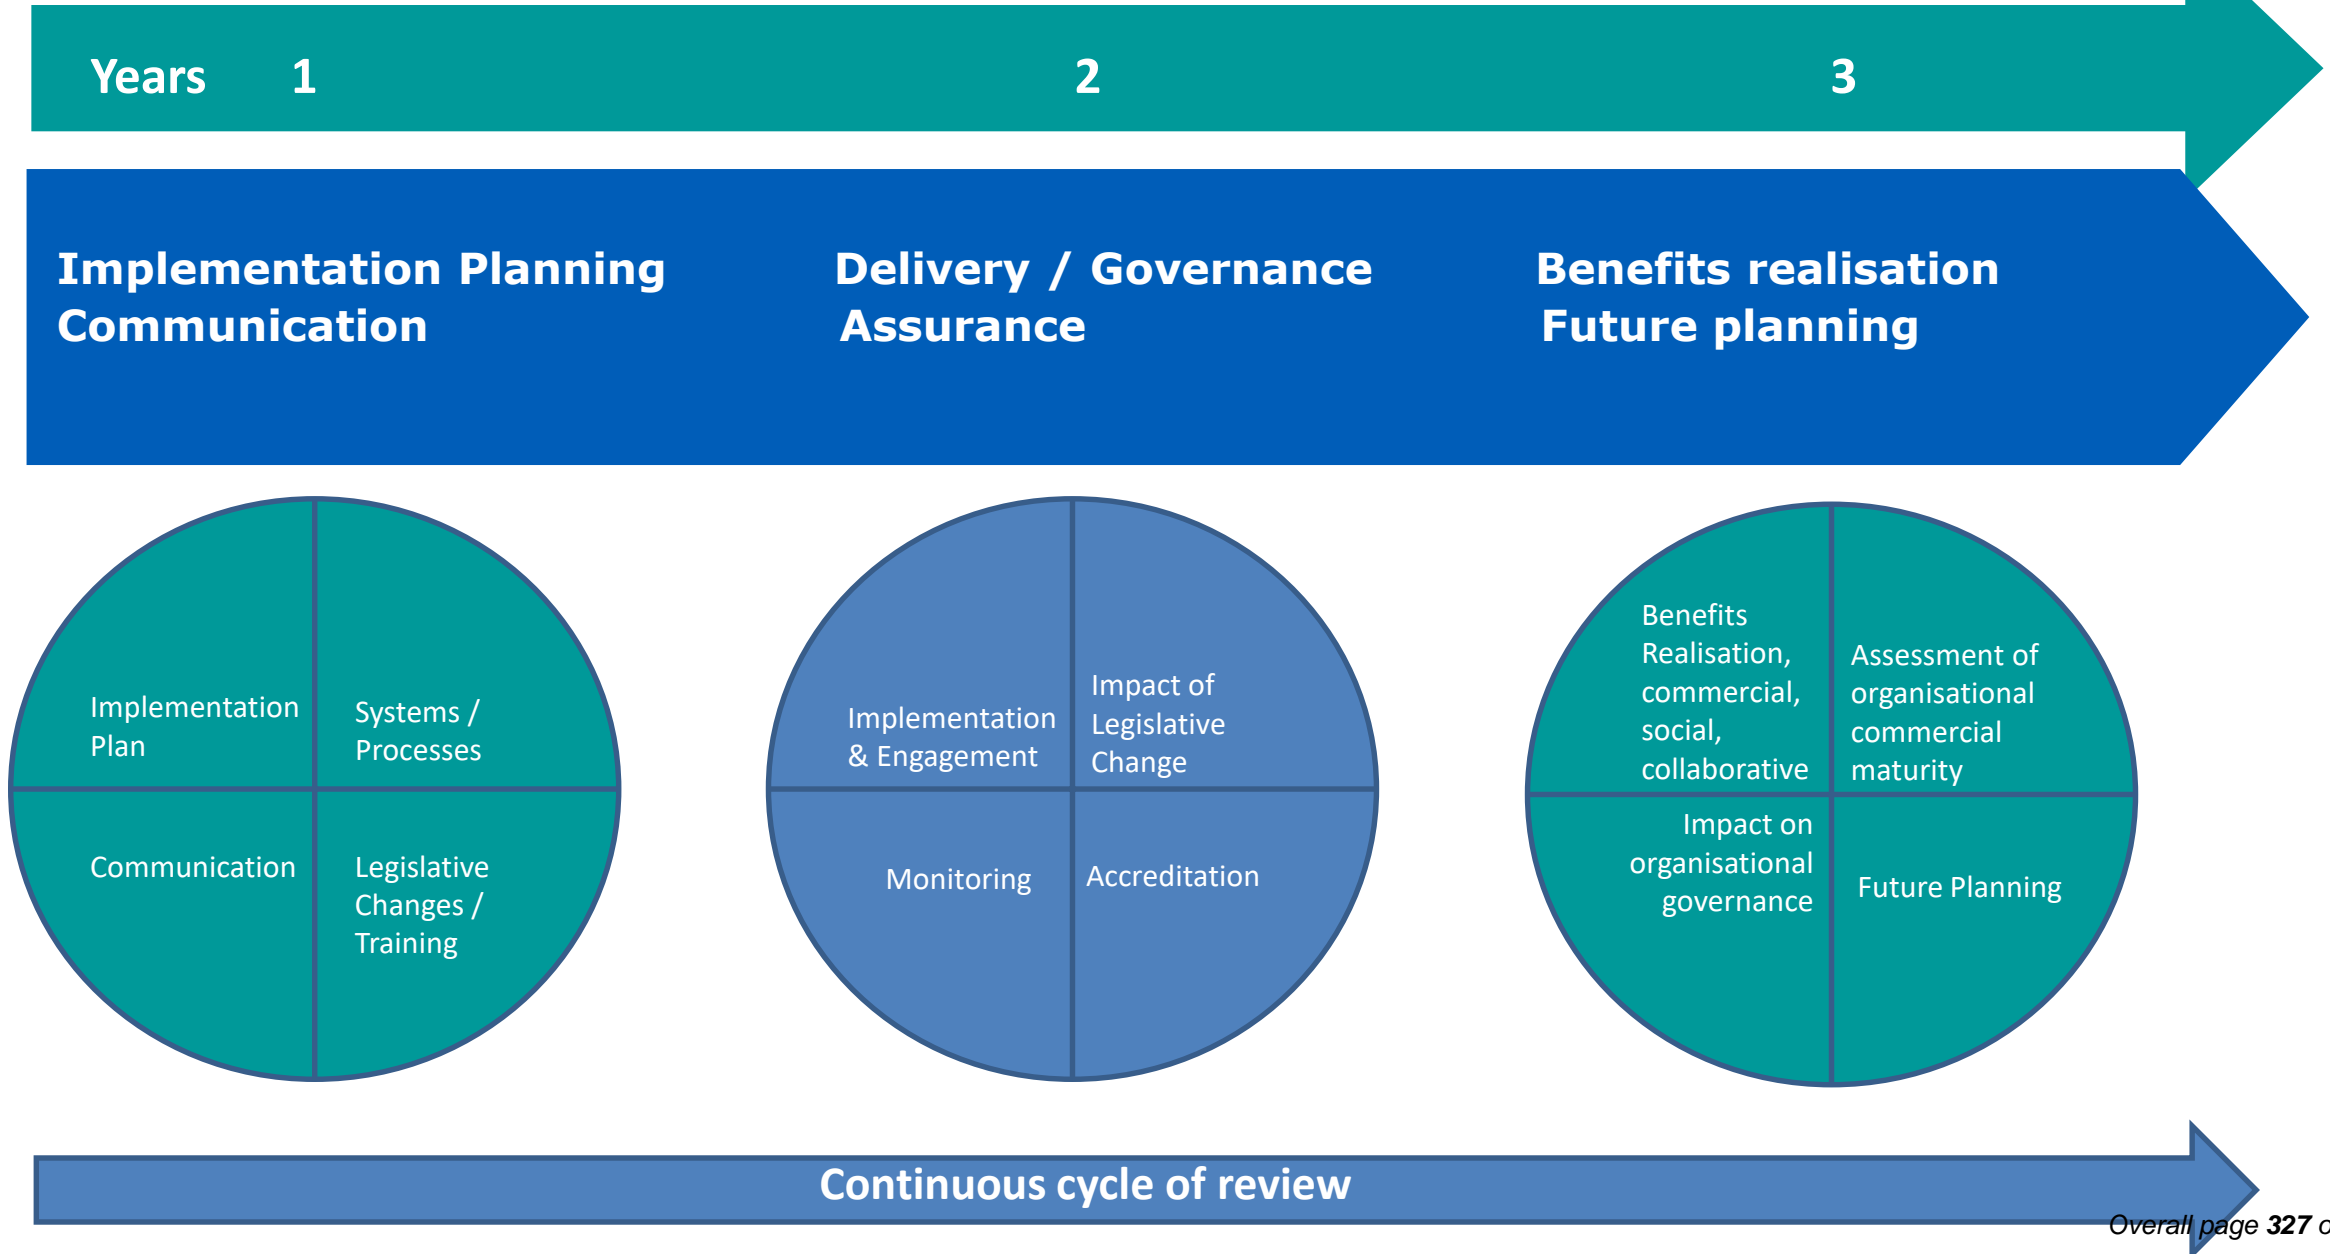 Years 1 2 3
Implementation Planning
Communication
Delivery / Governance
Assurance
Benefits realisation
Future planning
Implementation
Plan
Systems /
Processes
Communication
Legislative
Changes /
Training
Implementation
& Engagement
Impact of
Legislative
Change
Monitoring
Accreditation
Benefits
Realisation,
commercial,
social,
collaborative
Assessment of
organisational
commercial
maturity
Impact on
organisational
governance
Future Planning
Continuous cycle of review
Overall page 327 o